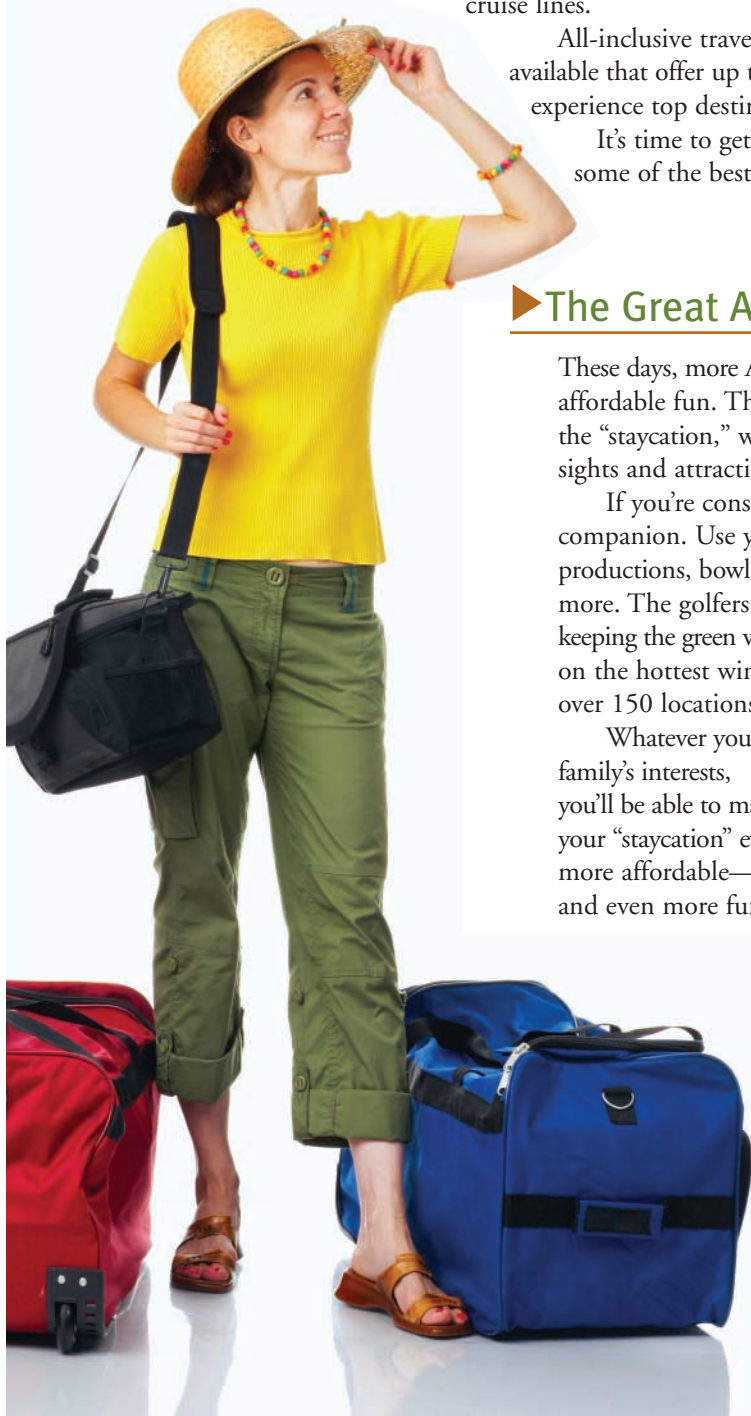 cruise lines.
All-inclusive trave
available that offer up t
experience top destin
It's time to get
some of the best
The Great A
These days, more A
affordable fun. Th
the “staycation,” w
sights and attracti
If you're cons
companion. Use y
productions, bowl
more. The golfers
keeping the green w
on the hottest win
over 150 locations
Whatever you
family's interests,
you'll be able to ma
your “staycation” ev
more affordable—
and even more fun